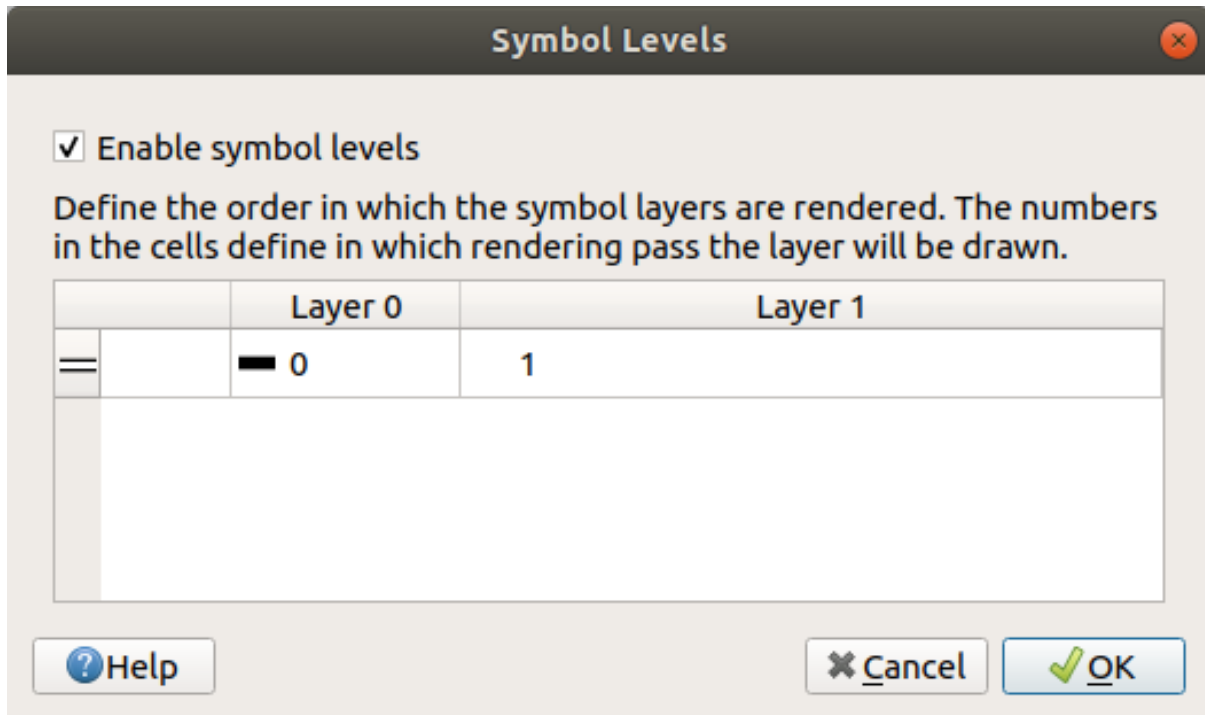 Symbol Levels
Enable symbol levels
Define the order in which the symbol layers are rendered. The numbers
in the cells define in which rendering pass the layer will be drawn.
Layer 0 Layer 1
0 1
Help Cancel OK